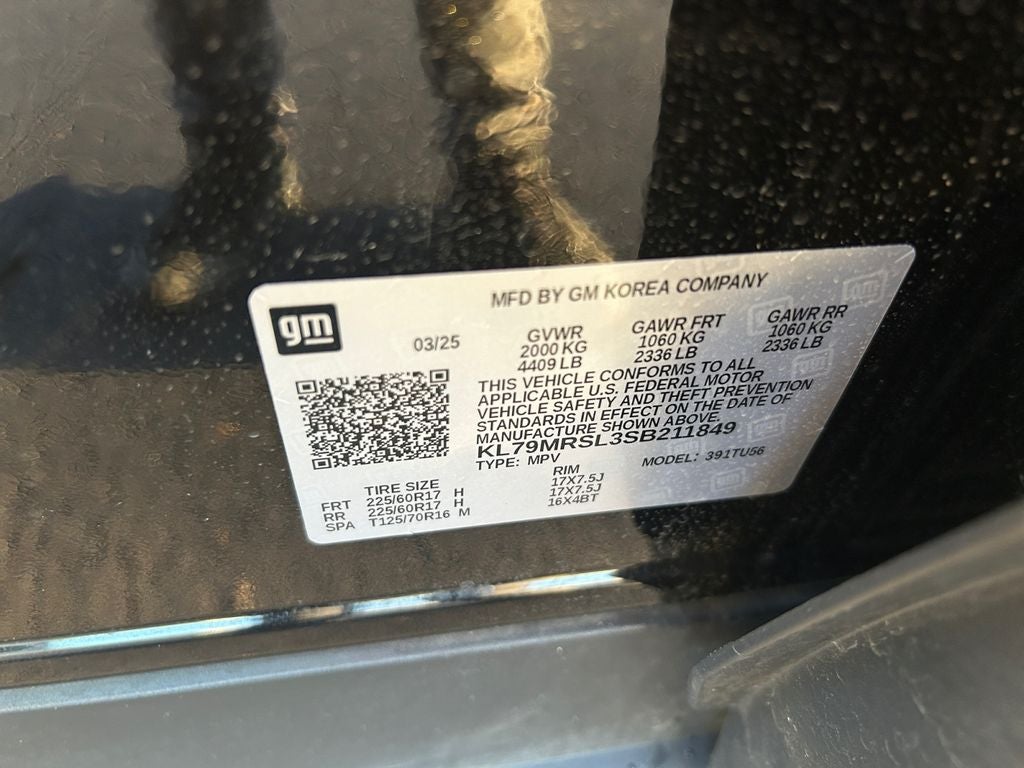 MFD BY GM KOREA COMPANY
gm
03/25
GVWR
2000 KG
4409 LB
GAWR FRT
1060 KG
2336 LB
GAWR RR
1060 KG
2336 LB
THIS VEHICLE CONFORMS TO ALL
APPLICABLE U.S. FEDERAL MOTOR
VEHICLE SAFETY AND THEFT PREVENTION
STANDARDS IN EFFECT ON THE DATE OF
MANUFACTURE SHOWN ABOVE.
KL79MRSL3SB211849
TYPE: MPV MODEL: 391TU56
TIRE SIZE RIM
FRT 225/60R17 H 17X7.5J
RR 225/60R17 H 17X7.5J
SPA T125/70R16 M 16X4BT